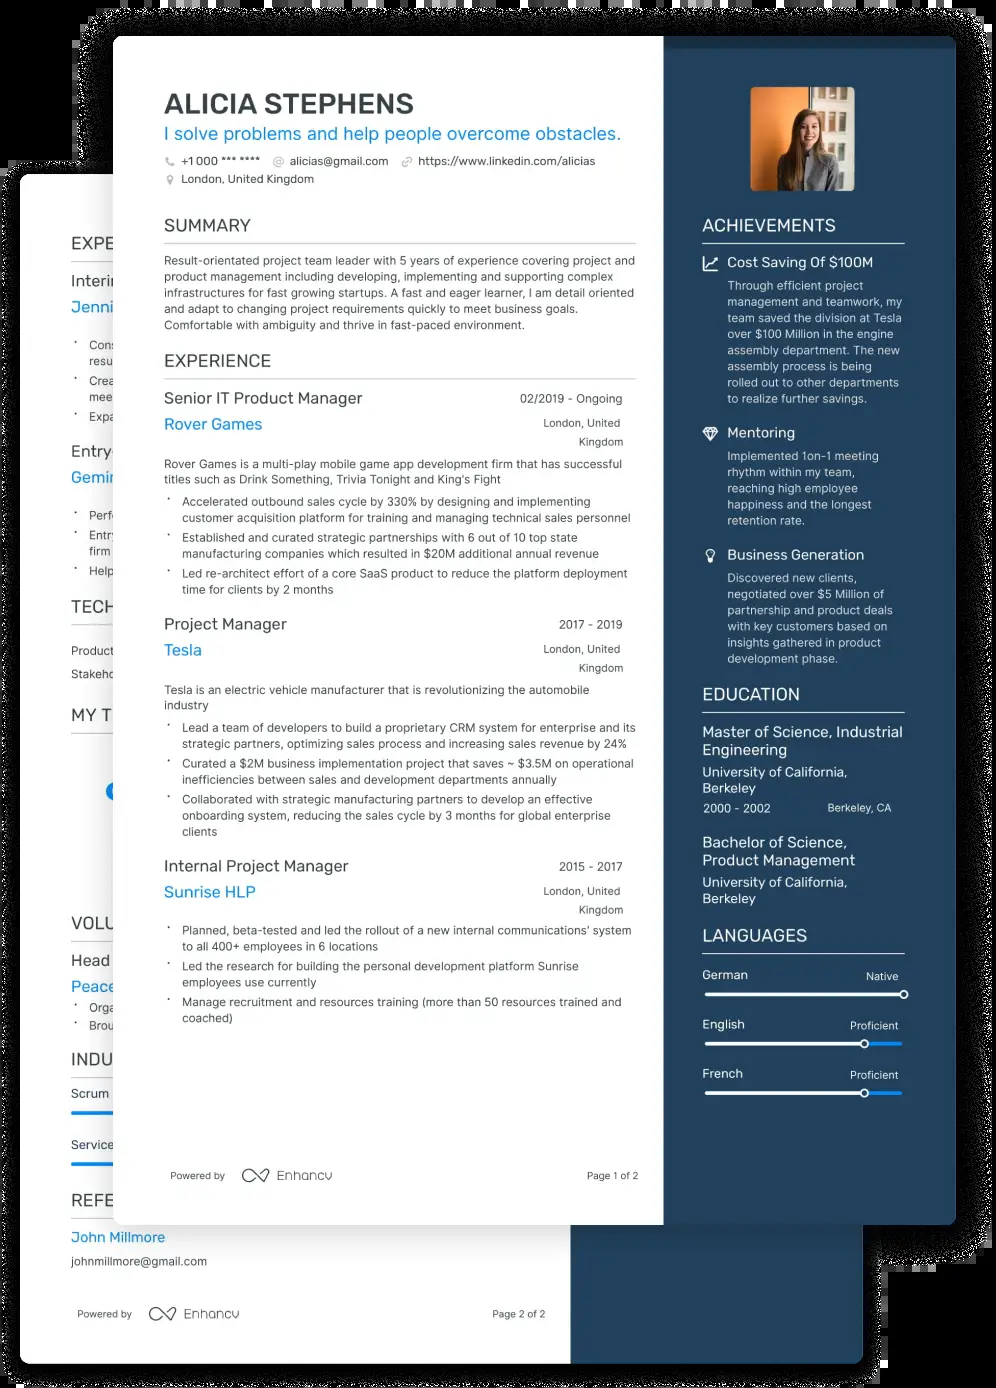 ALICIA STEPHENS
I solve problems and help people overcome obstacles.
+1 000 *** **** alicias@gmail.com https://www.linkedin.com/alicias
London, United Kingdom
SUMMARY
Result-orientated project team leader with 5 years of experience covering project and
product management including developing, implementing and supporting complex
infrastructures for fast growing startups. A fast and eager learner, I am detail oriented
and adapt to changing project requirements quickly to meet business goals.
Comfortable with ambiguity and thrive in fast-paced environment.
EXPERIENCE
Senior IT Product Manager 02/2019 - Ongoing
Rover Games London, United
Kingdom
Rover Games is a multi-play mobile game app development firm that has successful
titles such as Drink Something, Trivia Tonight and King's Fight
· Accelerated outbound sales cycle by 330% by designing and implementing
customer acquisition platform for training and managing technical sales personnel
· Established and curated strategic partnerships with 6 out of 10 top state
manufacturing companies which resulted in $20M additional annual revenue
· Led re-architect effort of a core SaaS product to reduce the platform deployment
time for clients by 2 months
Project Manager 2017 - 2019
Tesla London, United
Kingdom
Tesla is an electric vehicle manufacturer that is revolutionizing the automobile
industry
· Lead a team of developers to build a proprietary CRM system for enterprise and its
strategic partners, optimizing sales process and increasing sales revenue by 24%
· Curated a $2M business implementation project that saves ~ $3.5M on operational
inefficiencies between sales and development departments annually
· Collaborated with strategic manufacturing partners to develop an effective
onboarding system, reducing the sales cycle by 3 months for global enterprise
clients
Internal Project Manager 2015 - 2017
Sunrise HLP London, United
Kingdom
· Planned, beta-tested and led the rollout of a new internal communications' system
to all 400+ employees in 6 locations
· Led the research for building the personal development platform Sunrise
employees use currently
· Manage recruitment and resources training (more than 50 resources trained and
coached)
Powered by Enhancv Page 1 of 2
ACHIEVEMENTS
Cost Saving Of $100M
Through efficient project
management and teamwork, my
team saved the division at Tesla
over $100 Million in the engine
assembly department. The new
assembly process is being
rolled out to other departments
to realize further savings.
Mentoring
Implemented 1on-1 meeting
rhythm within my team,
reaching high employee
happiness and the longest
retention rate.
Business Generation
Discovered new clients,
negotiated over $5 Million of
partnership and product deals
with key customers based on
insights gathered in product
development phase.
EDUCATION
Master of Science, Industrial
Engineering
University of California,
Berkeley
2000 - 2002 Berkeley, CA
Bachelor of Science,
Product Management
University of California,
Berkeley
LANGUAGES
German Native
English Proficient
French Proficient
EXPE
Interi
Jenni
· Cons
resu
· Crea
mee
· Expa
Entry-
Gemin
· Perf
· Entry
firm
· Help
TECH
Product
Stakeho
MY T
VOLU
Head
Peace
· Orga
· Brou
INDU
Scrum
Service
REFE
John Millmore
johnmillmore@gmail.com
Powered by Enhancv Page 2 of 2